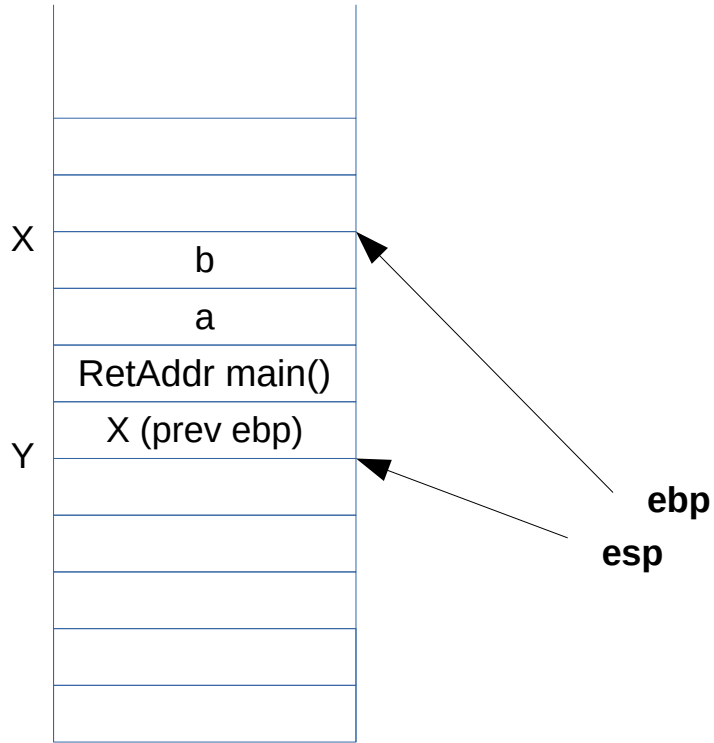 X
b
a
RetAddr main()
X (prev ebp)
Y
ebp
esp